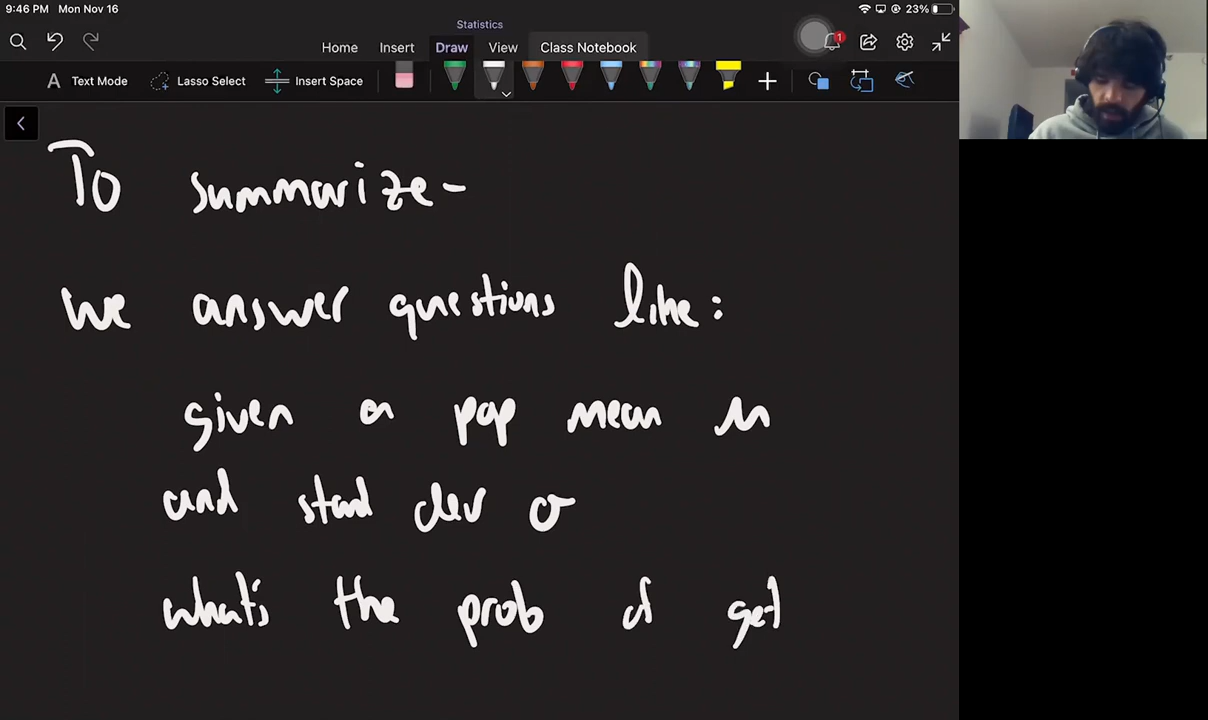 9:46 PM Mon Nov 16
23%
Statistics
Home Insert Draw View Class Notebook
1
A Text Mode Lasso Select Insert Space
To summarize-
we answer questions like:
given a pop mean μ
and stand dev σ
what's the prob of get